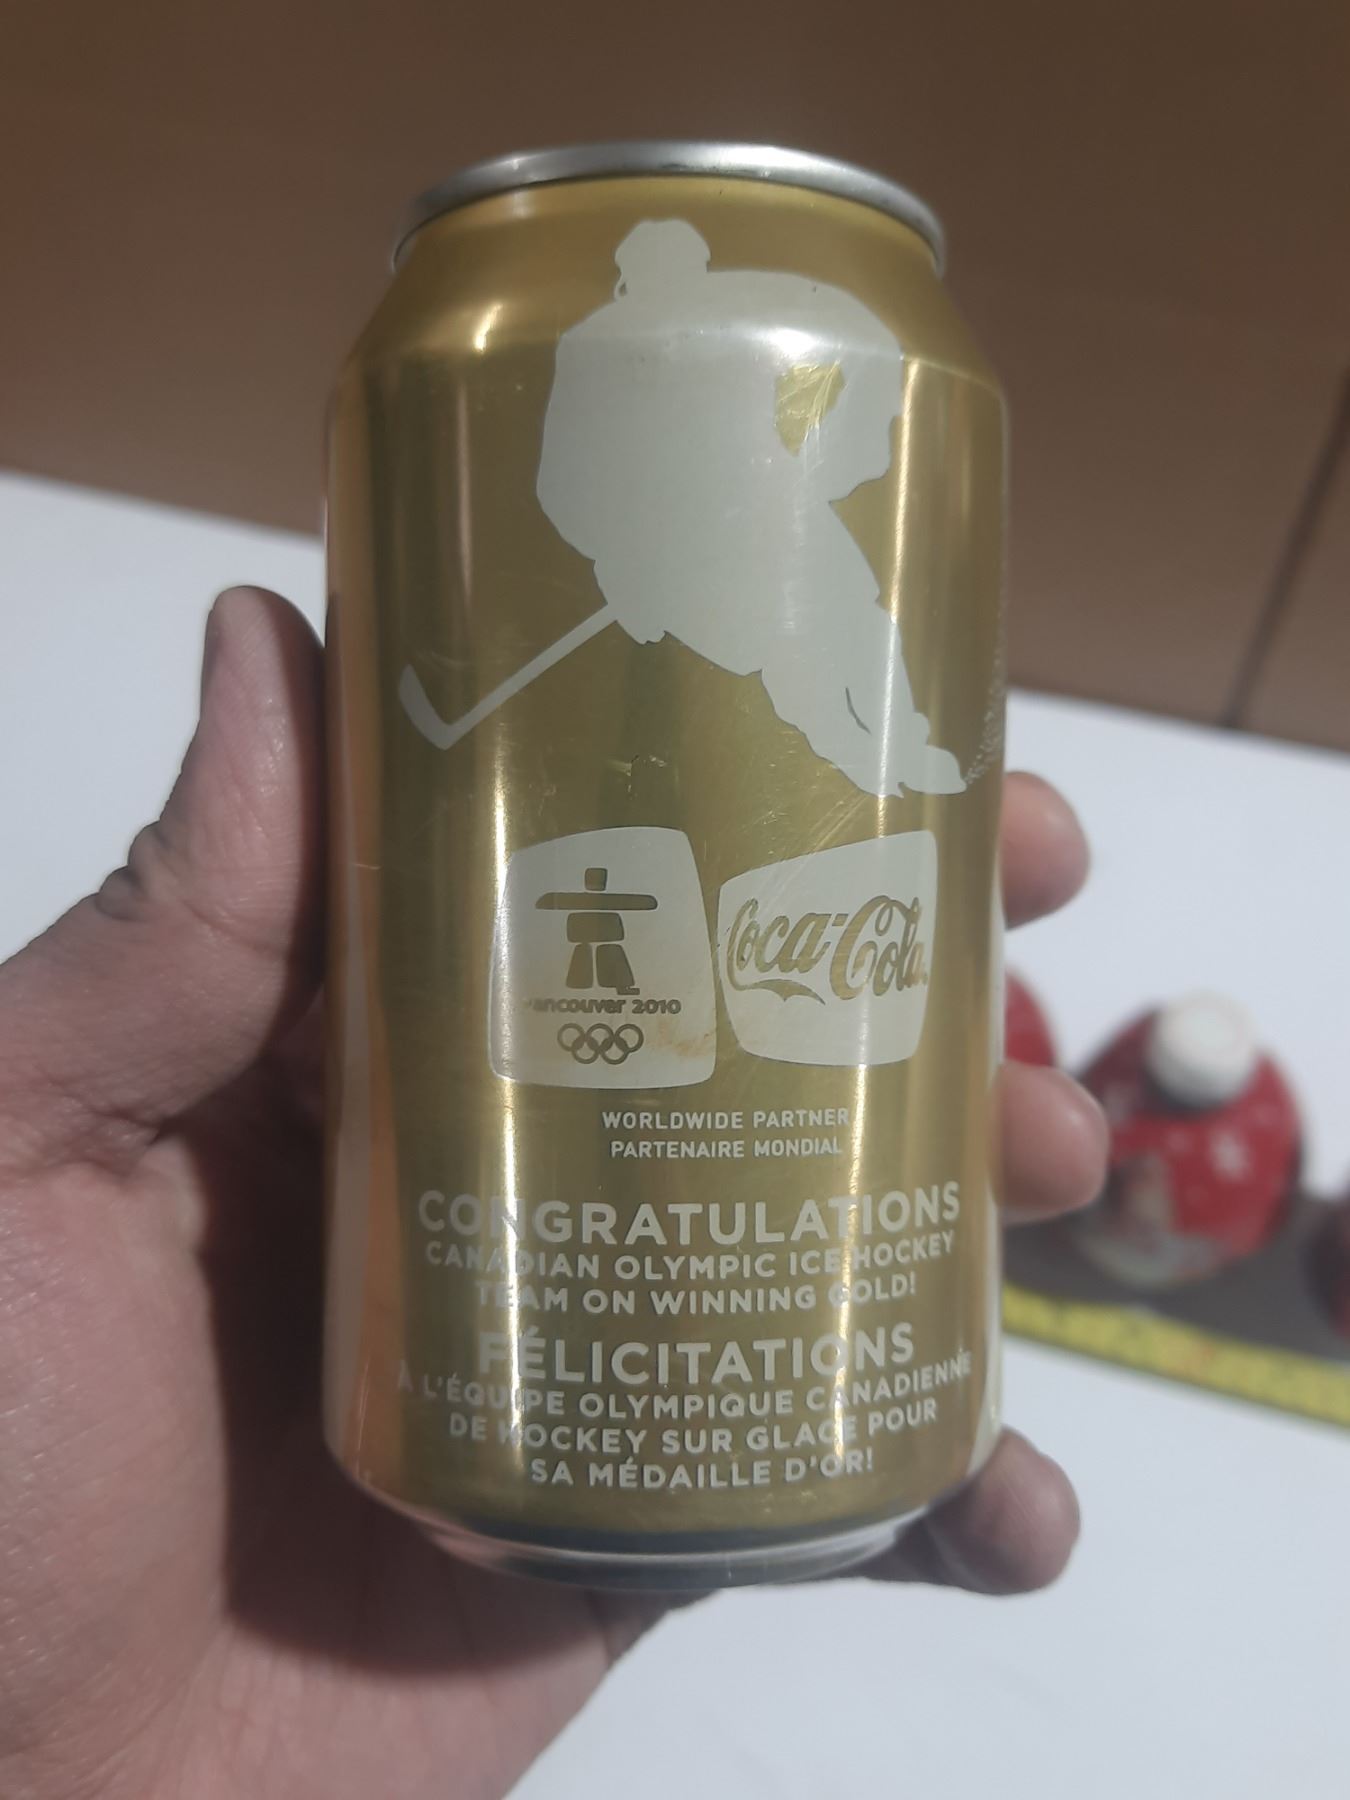 vancouver 2010
Coca-Cola
WORLDWIDE PARTNER
PARTENAIRE MONDIAL
CONGRATULATIONS
CANADIAN OLYMPIC ICE HOCKEY
TEAM ON WINNING GOLD!
FÉLICITATIONS
À L'ÉQUIPE OLYMPIQUE CANADIENNE
DE HOCKEY SUR GLACE POUR
SA MÉDAILLE D'OR!